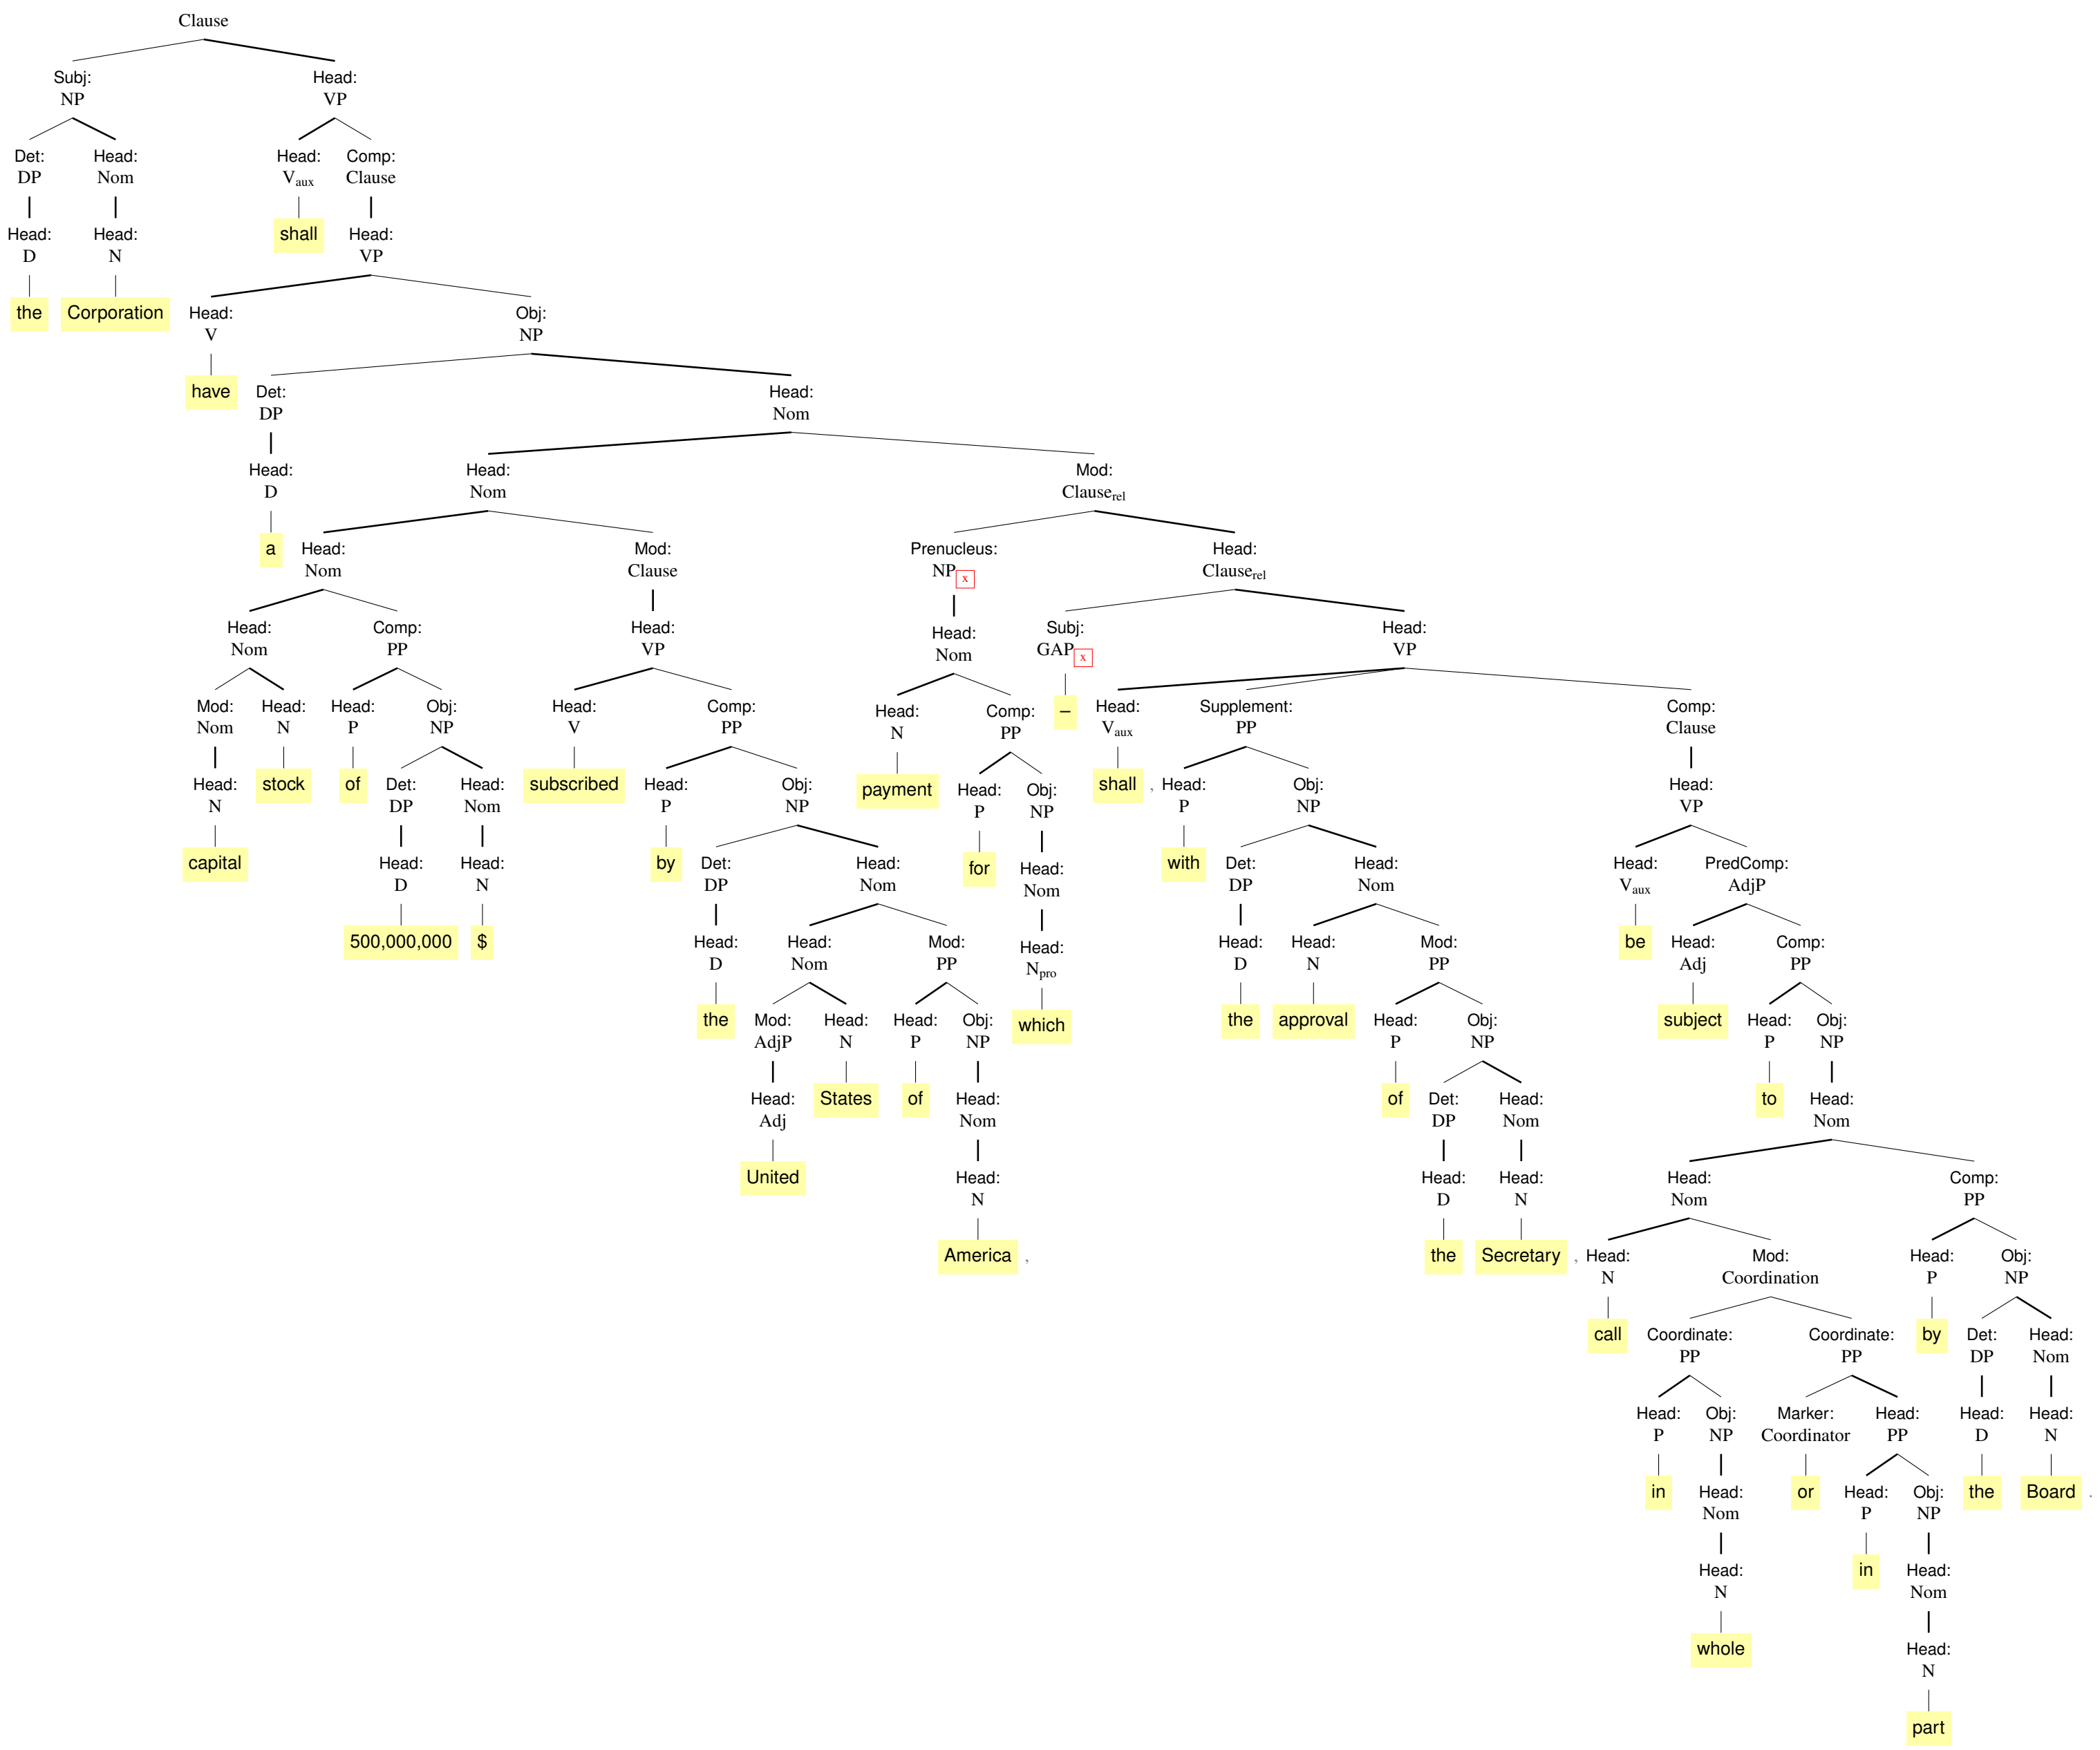 Clause
Subj: Head:
NP VP
Det: Head: Head: Comp:
DP Nom Vaux Clause
Head: Head: shall Head:
D N VP
the Corporation Head: Obj:
V NP
have Det: Head:
DP Nom
Head: Head: Mod:
D Nom Clauserel
a Head: Mod: Prenucleus: Head:
Nom Clause NP x Clauserel
Head: Comp: Head: Head: Subj: Head:
Nom PP VP Nom GAP x VP
Mod: Head: Head: Obj: Head: Comp: Head: Comp: – Head: Supplement: Comp:
Nom N P NP V PP N PP Vaux PP Clause
Head: stock of Det: Head: subscribed Head: Obj: payment Head: Obj: shall , Head: Obj: Head:
N DP Nom P NP P NP P NP VP
capital Head: Head: by Det: Head: for Head: with Det: Head: Head: PredComp:
D N DP Nom Nom DP Nom Vaux AdjP
500,000,000 $ Head: Head: Mod: Head: Head: Head: Mod: be Head: Comp:
D Nom PP Npro D N PP Adj PP
the Mod: Head: Head: Obj: which the approval Head: Obj: subject Head: Obj:
AdjP N P NP P NP P NP
Head: States of Head: of Det: Head: to Head:
Adj Nom DP Nom Nom
United Head: Head: Head: Head: Comp:
N D N Nom PP
America , the Secretary , Head: Mod: Head: Obj:
N Coordination P NP
call Coordinate: Coordinate: by Det: Head:
PP PP DP Nom
Head: Obj: Marker: Head: Head: Head:
P NP Coordinator PP D N
in Head: or Head: Obj: the Board .
Nom P NP
Head: in Head:
N Nom
whole Head:
N
part